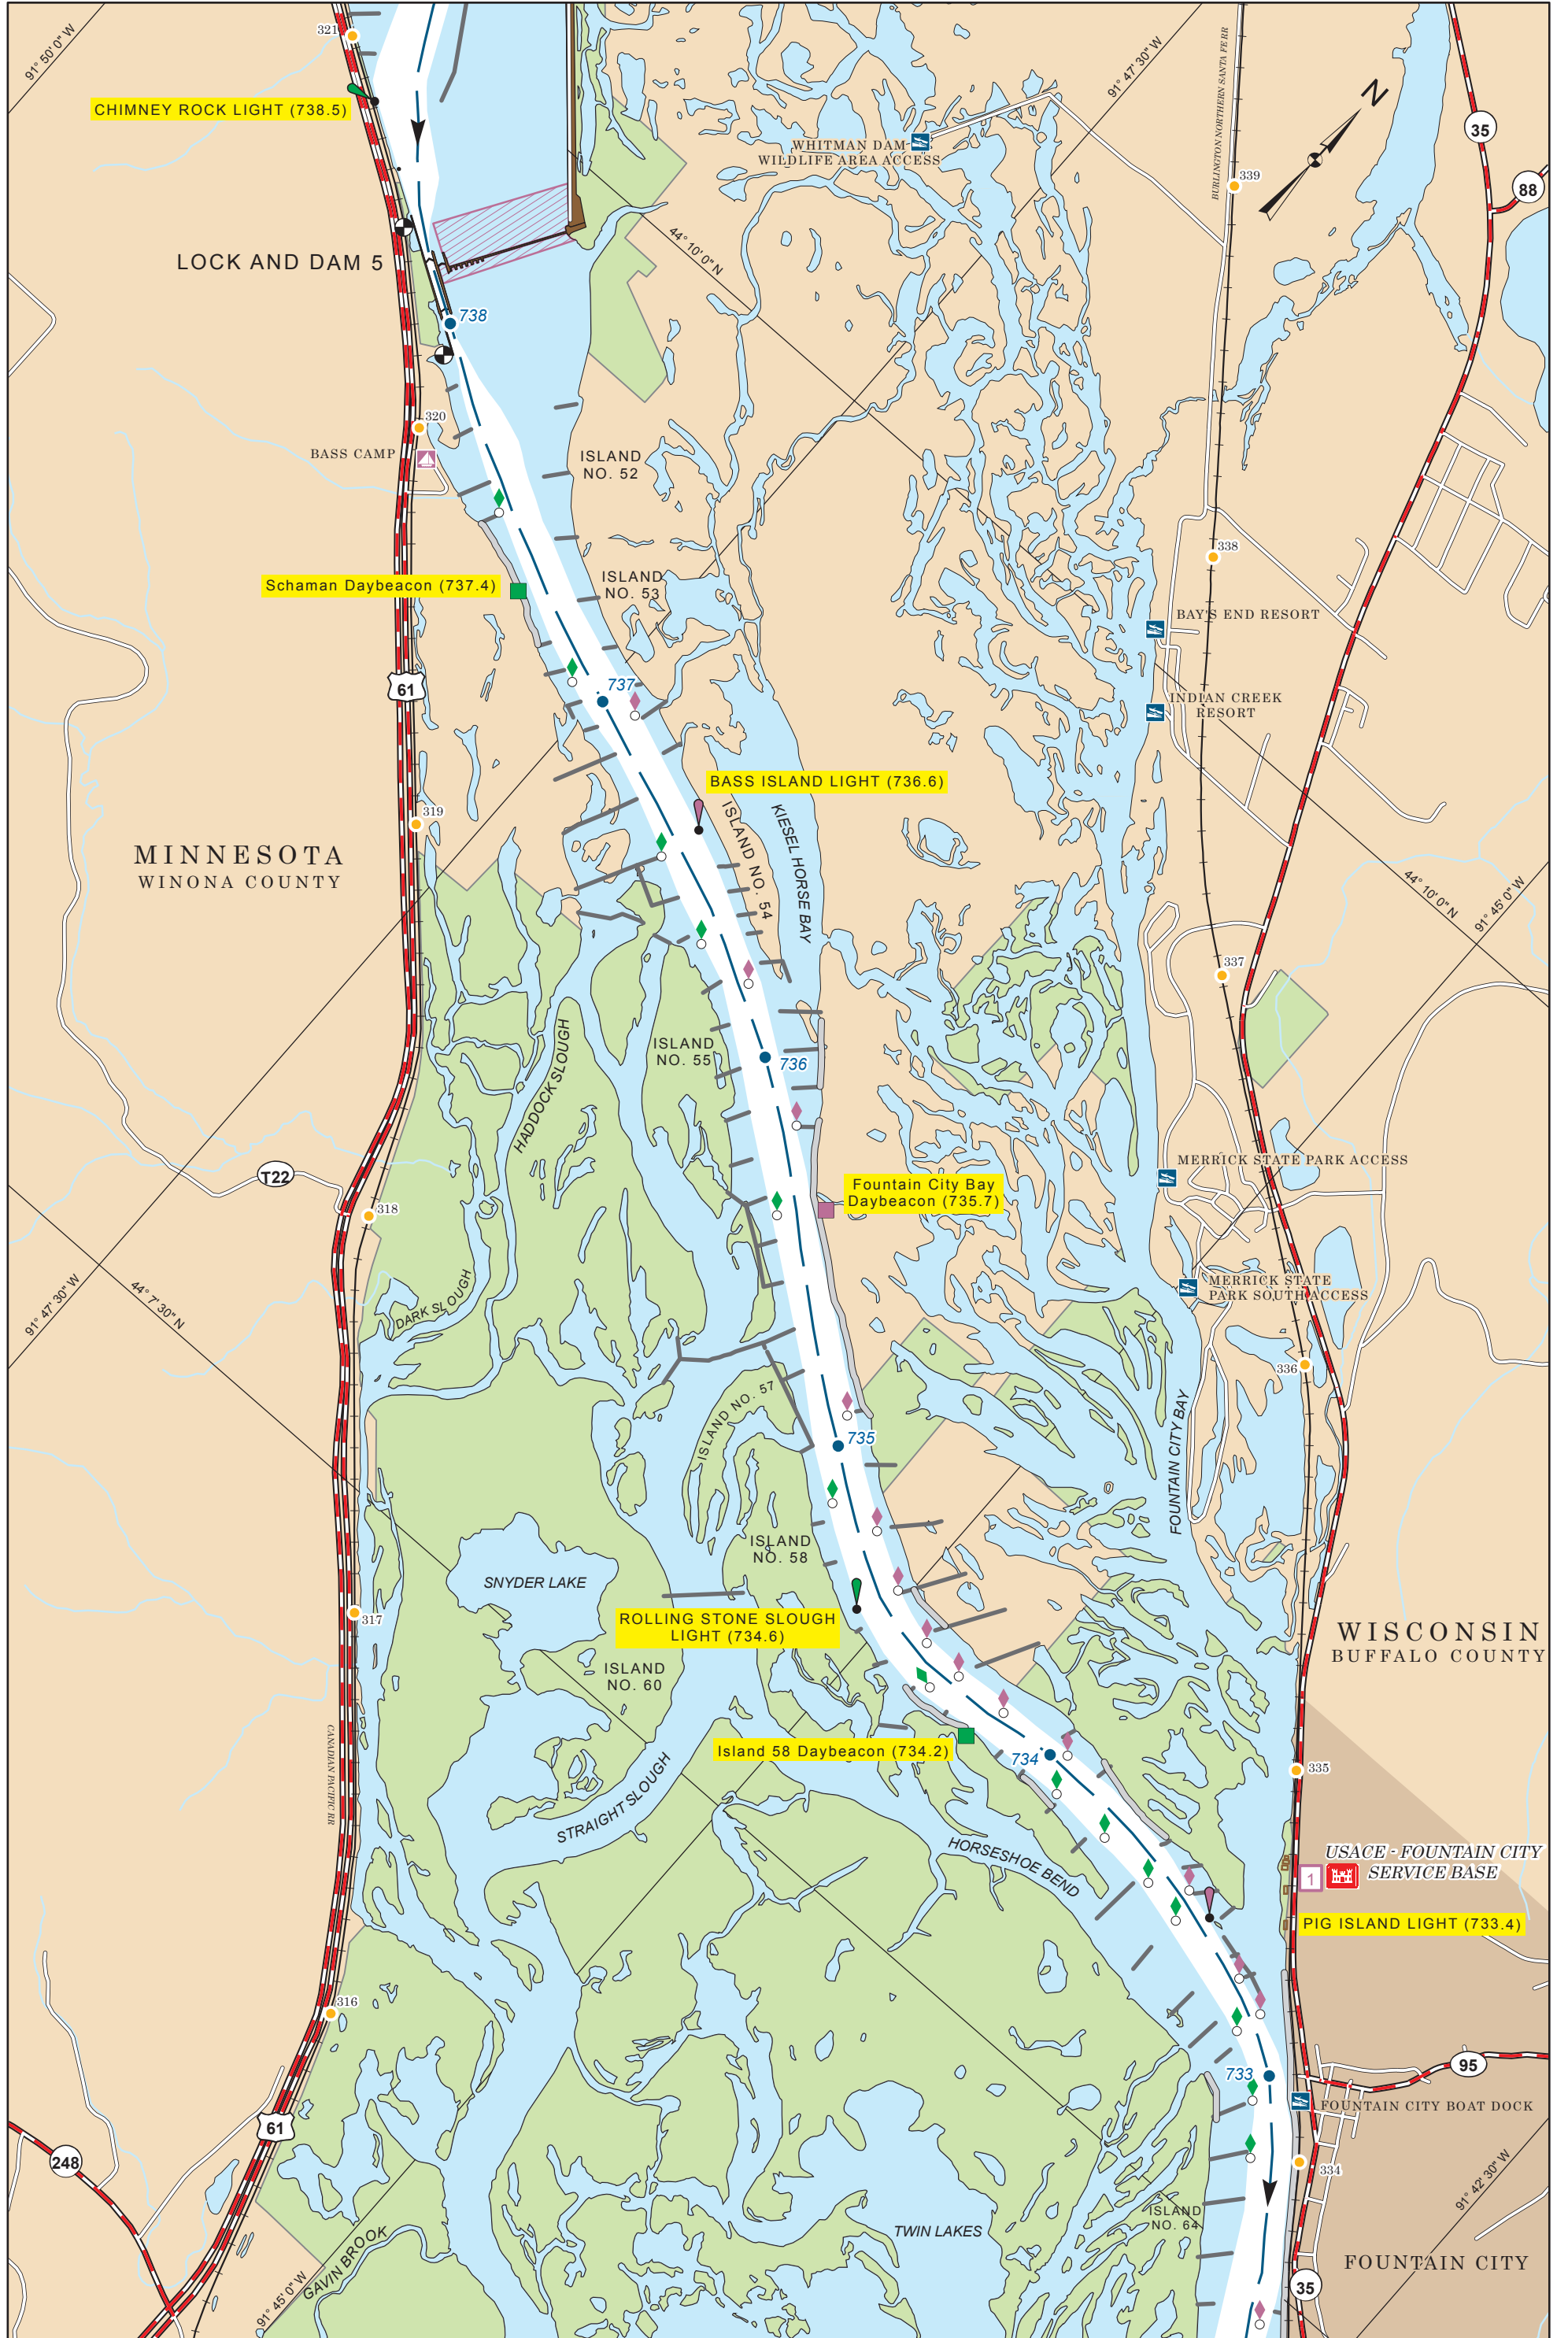 321
91° 50' 0" W
CHIMNEY ROCK LIGHT (738.5)
91° 47' 30" W
BURLINGTON NORTHERN SANTA FE RR
N
35
WHITMAN DAM
WILDLIFE AREA ACCESS
339
88
LOCK AND DAM 5
44° 10' 0" N
738
320
BASS CAMP
ISLAND
NO. 52
338
Schaman Daybeacon (737.4)
ISLAND
NO. 53
BAY'S END RESORT
61
737
INDIAN CREEK
RESORT
BASS ISLAND LIGHT (736.6)
319
ISLAND NO. 54
KIESEL HORSE BAY
MINNESOTA
WINONA COUNTY
44° 10' 0" N
91° 45' 0" W
337
HADDOCK SLOUGH
ISLAND
NO. 55
736
T22
318
Fountain City Bay
Daybeacon (735.7)
MERRICK STATE PARK ACCESS
91° 47' 30" W
44° 7' 30" N
DARK SLOUGH
MERRICK STATE
PARK SOUTH ACCESS
336
ISLAND NO. 57
735
FOUNTAIN CITY BAY
ISLAND
NO. 58
SNYDER LAKE
317
ROLLING STONE SLOUGH
LIGHT (734.6)
WISCONSIN
BUFFALO COUNTY
ISLAND
NO. 60
CANADIAN PACIFIC RR
Island 58 Daybeacon (734.2)
734
335
STRAIGHT SLOUGH
HORSESHOE BEND
USACE - FOUNTAIN CITY
SERVICE BASE
1
PIG ISLAND LIGHT (733.4)
316
733
95
FOUNTAIN CITY BOAT DOCK
61
248
334
91° 42' 30" W
ISLAND
NO. 64
TWIN LAKES
GAVIN BROOK
91° 45' 0" W
FOUNTAIN CITY
35